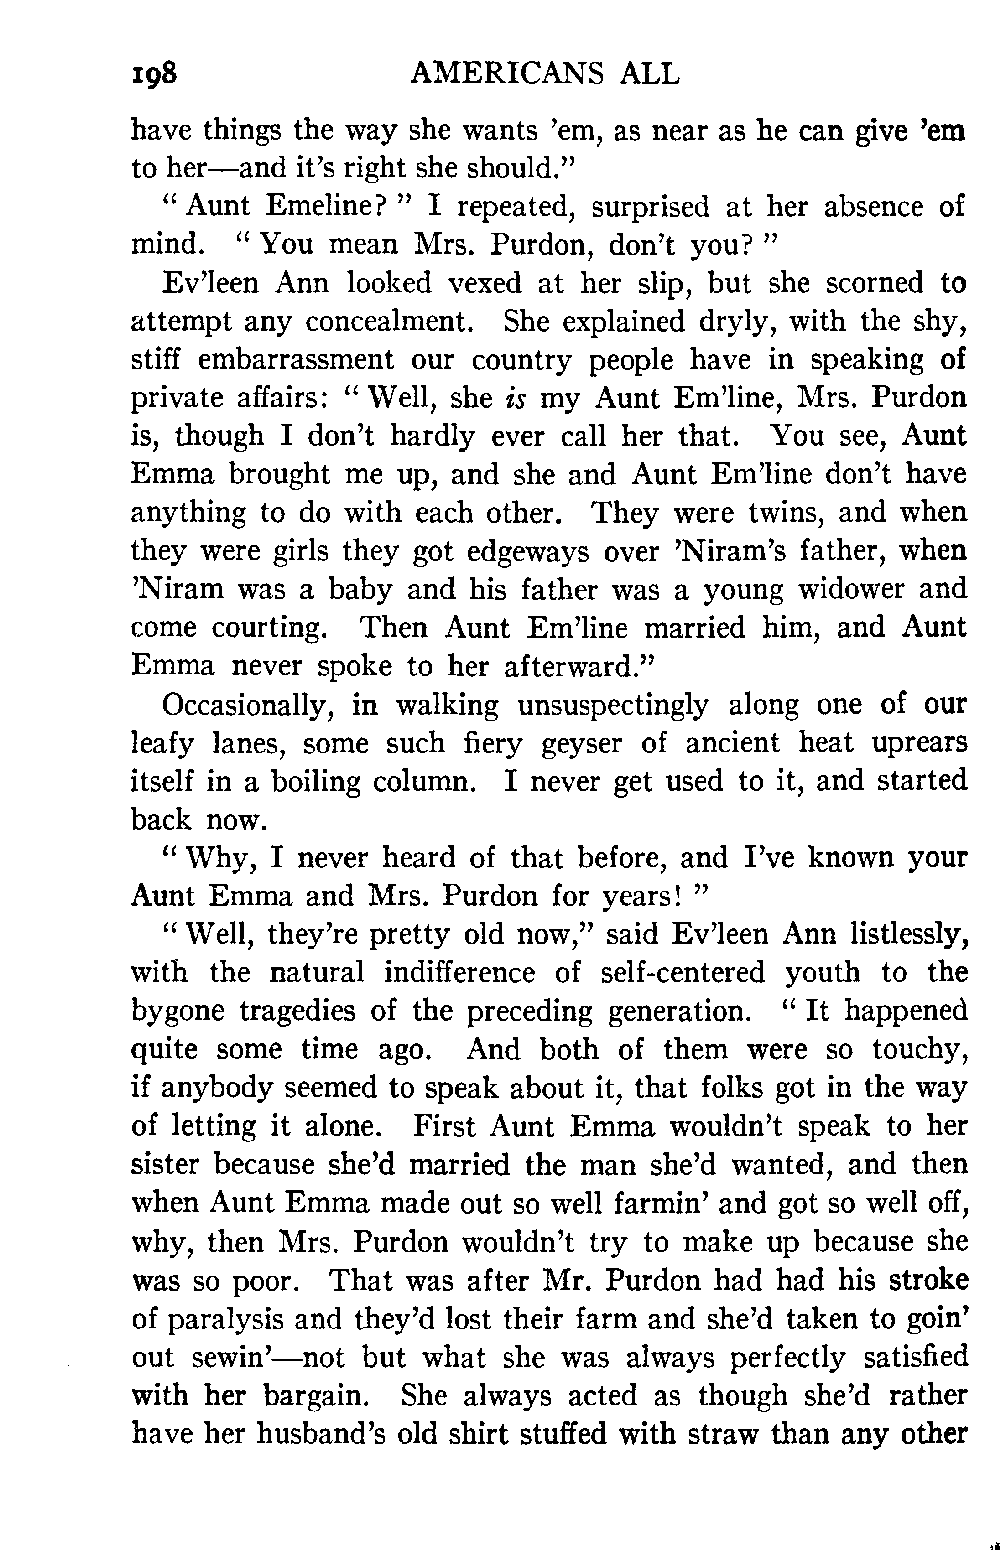 198 AMERICANS ALL
have things the way she wants ’em, as near as he can give ’em
to her—and it’s right she should.”
“ Aunt Emeline? ” I repeated, surprised at her absence of
mind. “ You mean Mrs. Purdon, don’t you? ”
Ev’leen Ann looked vexed at her slip, but she scorned to
attempt any concealment. She explained dryly, with the shy,
stiff embarrassment our country people have in speaking of
private affairs: “ Well, she is my Aunt Em’line, Mrs. Purdon
is, though I don’t hardly ever call her that. You see, Aunt
Emma brought me up, and she and Aunt Em’line don’t have
anything to do with each other. They were twins, and when
they were girls they got edgeways over ’Niram’s father, when
’Niram was a baby and his father was a young widower and
come courting. Then Aunt Em’line married him, and Aunt
Emma never spoke to her afterward.”
Occasionally, in walking unsuspectingly along one of our
leafy lanes, some such fiery geyser of ancient heat uprears
itself in a boiling column. I never get used to it, and started
back now.
“ Why, I never heard of that before, and I’ve known your
Aunt Emma and Mrs. Purdon for years! ”
“ Well, they’re pretty old now,” said Ev’leen Ann listlessly,
with the natural indifference of self-centered youth to the
bygone tragedies of the preceding generation. “ It happened
quite some time ago. And both of them were so touchy,
if anybody seemed to speak about it, that folks got in the way
of letting it alone. First Aunt Emma wouldn’t speak to her
sister because she’d married the man she’d wanted, and then
when Aunt Emma made out so well farmin’ and got so well off,
why, then Mrs. Purdon wouldn’t try to make up because she
was so poor. That was after Mr. Purdon had had his stroke
of paralysis and they’d lost their farm and she’d taken to goin’
out sewin’—not but what she was always perfectly satisfied
with her bargain. She always acted as though she’d rather
have her husband’s old shirt stuffed with straw than any other